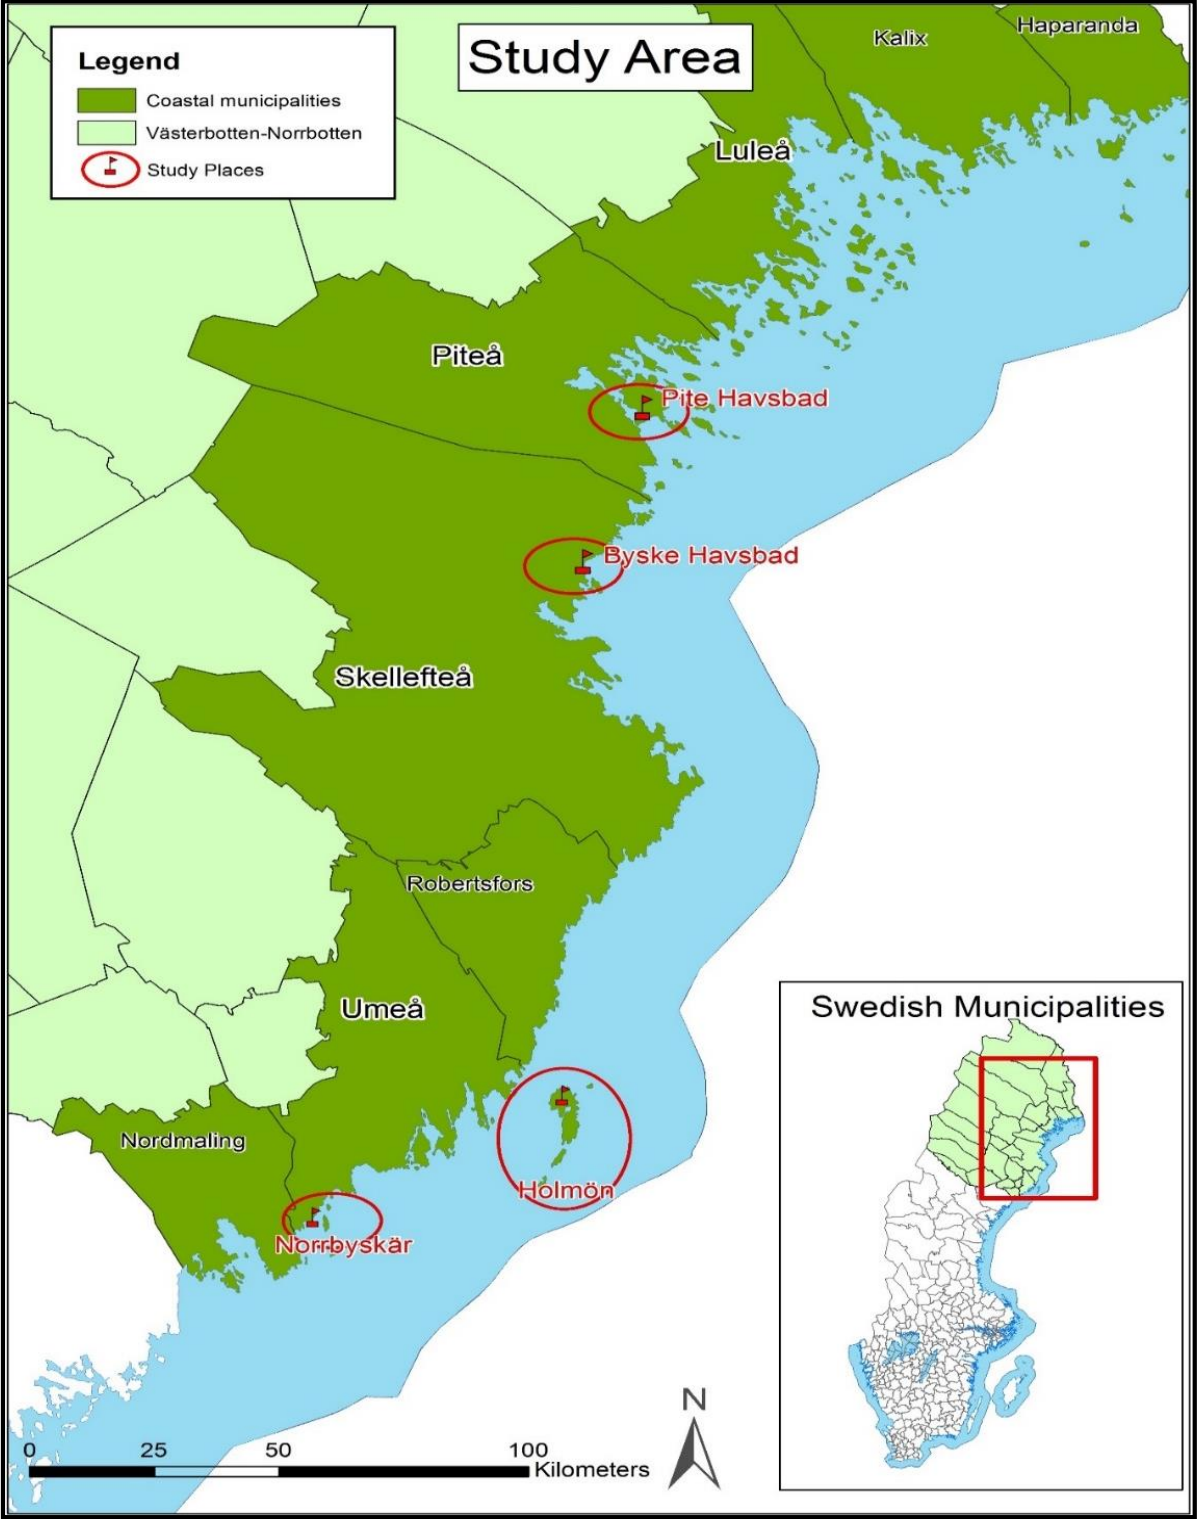 Study Area
Legend
Coastal municipalities
Västerbotten-Norrbotten
Study Places
Kalix
Haparanda
Luleå
Piteå
Pite Havsbad
Byske Havsbad
Skellefteå
Robertsfors
Umeå
Nordmaling
Holmön
Norrbyskär
Swedish Municipalities
N
0 25 50 100
Kilometers